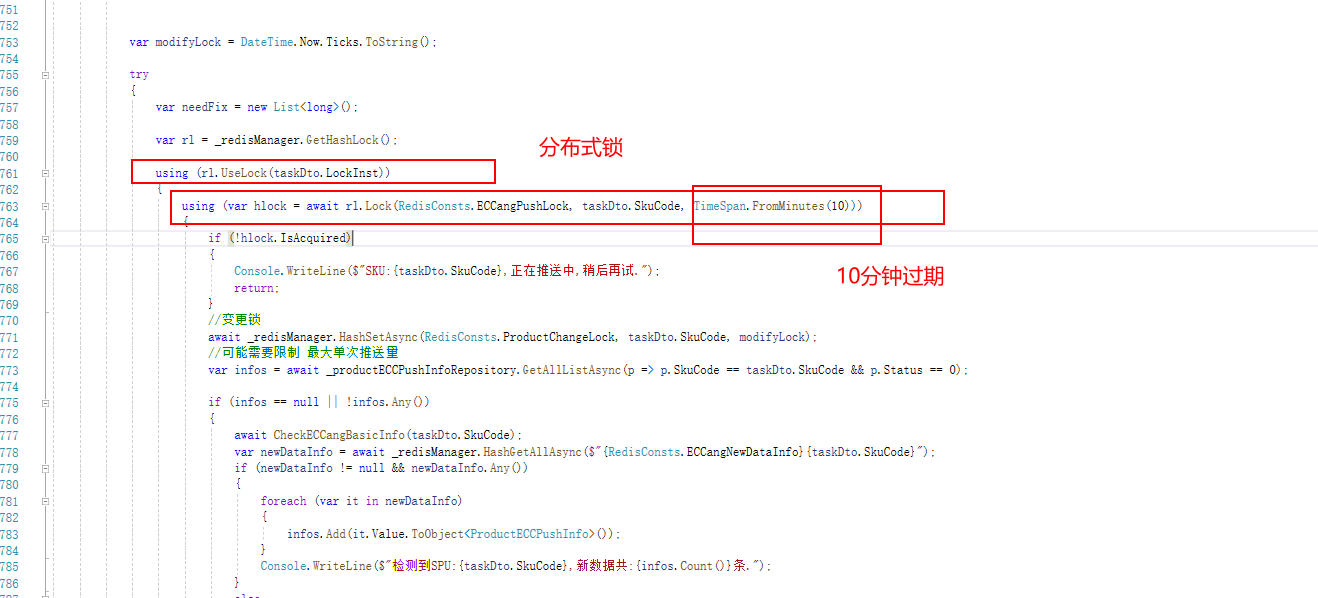 751
752
753 var modifyLock = DateTime.Now.Ticks.ToString();
754
755 try
756 {
757 var needFix = new List<long>();
758
759 var rl = _redisManager.GetHashLock();
分布式锁
760
761 using (rl.UseLock(taskDto.LockInst))
762 {
763 using (var hlock = await rl.Lock(RedisConsts.ECCangPushLock, taskDto.SkuCode, TimeSpan.FromMinutes(10)))
764 {
765 if (!hlock.IsAcquired)
766 {
10分钟过期
767 Console.WriteLine($"SKU:{taskDto.SkuCode},正在推送中,稍后再试.");
768 return;
769 }
770 //变更锁
771 await _redisManager.HashSetAsync(RedisConsts.ProductChangeLock, taskDto.SkuCode, modifyLock);
772 //可能需要限制 最大单次推送量
773 var infos = await _productECCPushInfoRepository.GetAllListAsync(p => p.SkuCode == taskDto.SkuCode && p.Status == 0);
774
775 if (infos == null || !infos.Any())
776 {
777 await CheckECCangBasicInfo(taskDto.SkuCode);
778 var newDataInfo = await _redisManager.HashGetAllAsync($"{RedisConsts.ECCangNewDataInfo}{taskDto.SkuCode}");
779 if (newDataInfo != null && newDataInfo.Any())
780 {
781 foreach (var it in newDataInfo)
782 {
783 infos.Add(it.Value.ToObject<ProductECCPushInfo>());
784 }
785 Console.WriteLine($"检测到SPU:{taskDto.SkuCode},新数据共:{infos.Count()}条.");
786 }